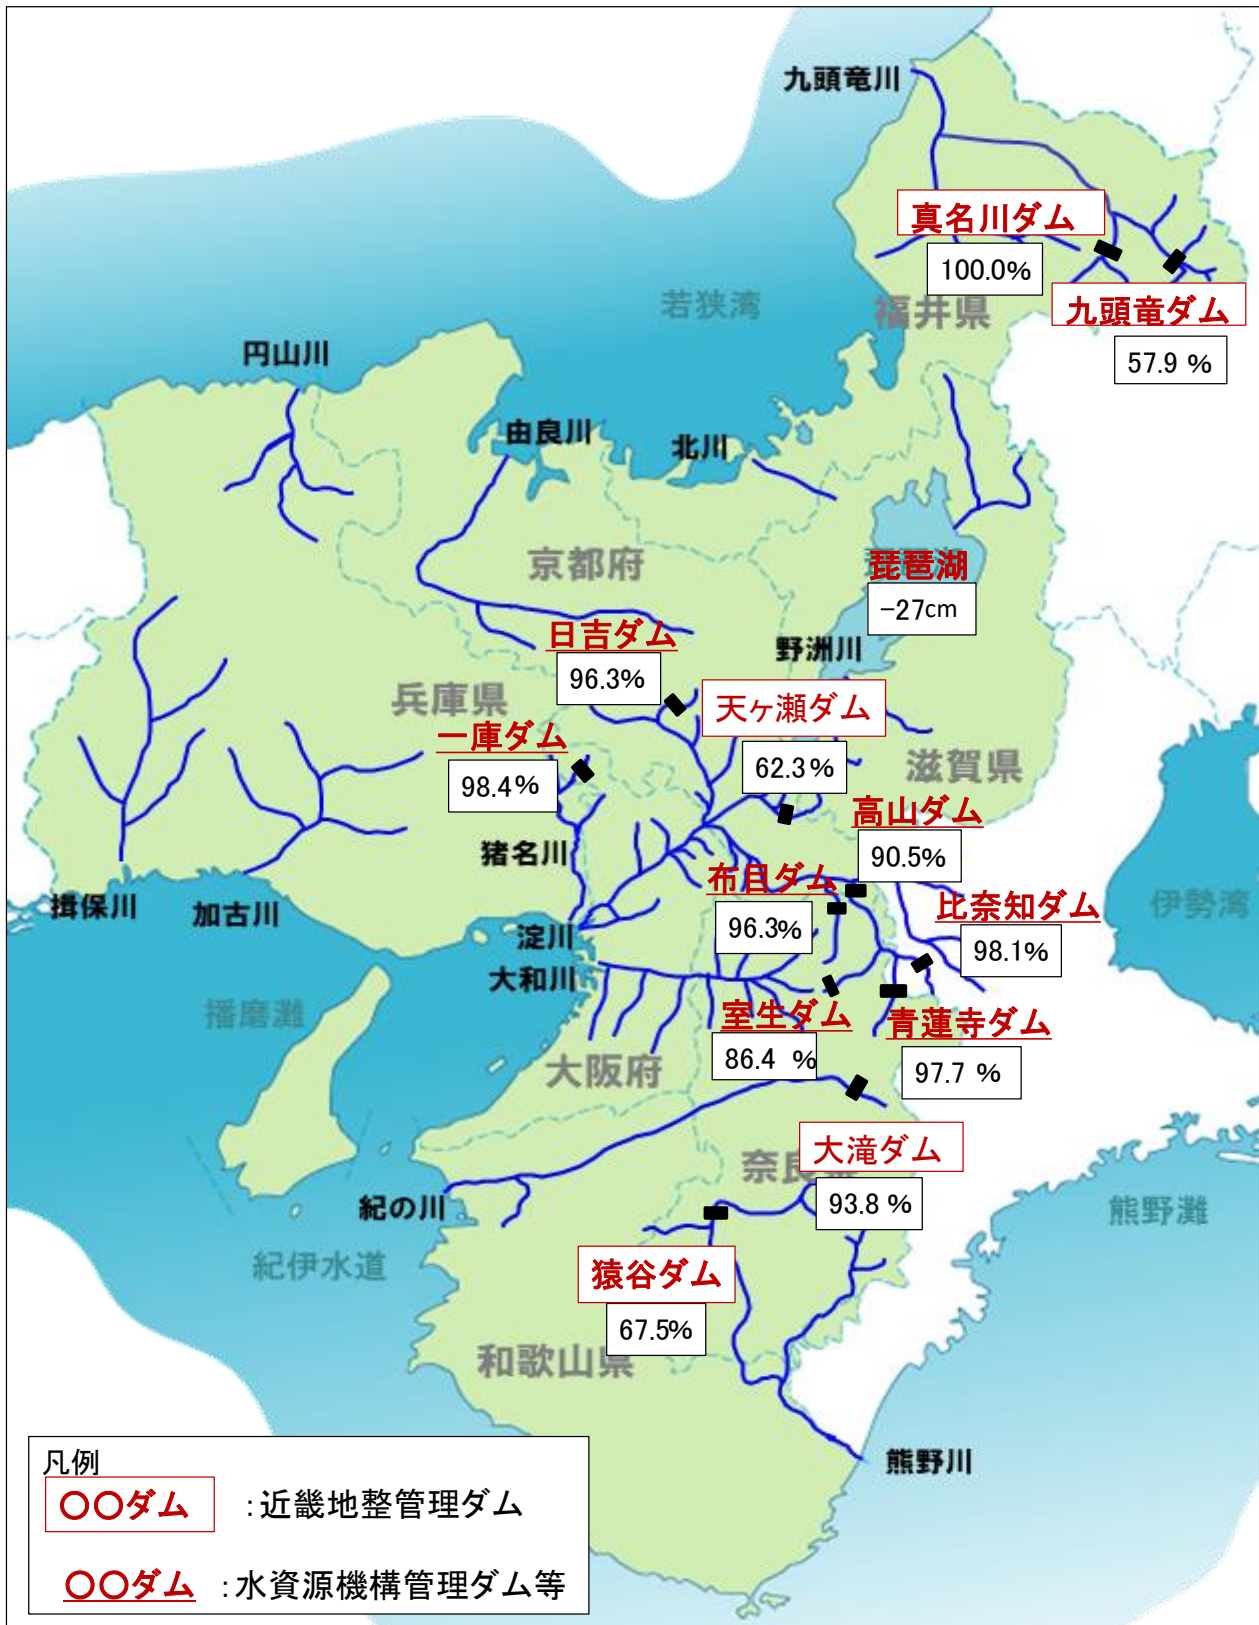 九頭竜川
真名川ダム
100.0%
若狭湾
福井県
九頭竜ダム
57.9 %
円山川
由良川
北川
京都府
琵琶湖
-27cm
日吉ダム
野洲川
96.3%
兵庫県
天ヶ瀬ダム
一庫ダム
62.3 %
滋賀県
98.4%
高山ダム
猪名川
90.5%
布目ダム
揖保川
加古川
比奈知ダム
伊勢湾
淀川
96.3%
98.1%
大和川
播磨灘
室生ダム
青蓮寺ダム
大阪府
86.4 %
97.7 %
大滝ダム
奈良県
93.8 %
紀の川
熊野灘
紀伊水道
猿谷ダム
67.5%
和歌山県
熊野川
凡例
〇〇ダム :近畿地整管理ダム
〇〇ダム :水資源機構管理ダム等